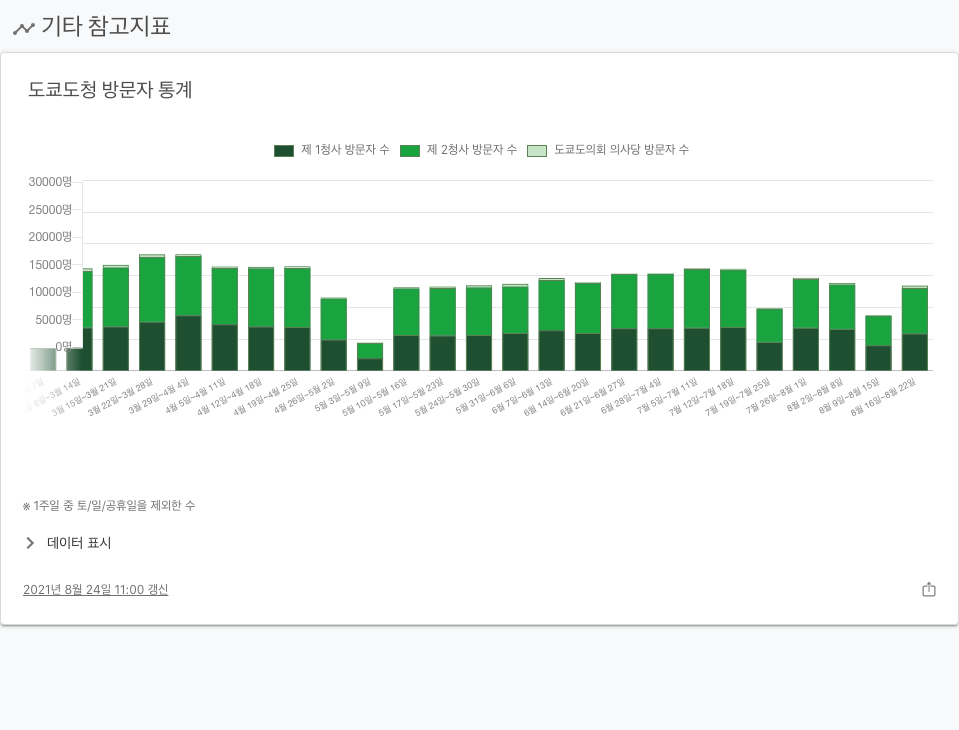 기타 참고지표
도쿄도청 방문자 통계
제 1청사 방문자 수 제 2청사 방문자 수 도쿄도의회 의사당 방문자 수
30000명
25000명
20000명
15000명
10000명
5000명
0명
3월 15일~3월 21일
3월 22일~3월 28일
3월 29일~4월 4일
4월 5일~4월 11일
4월 12일~4월 18일
4월 19일~4월 25일
4월 26일~5월 2일
5월 3일~5월 9일
5월 10일~5월 16일
5월 17일~5월 23일
5월 24일~5월 30일
5월 31일~6월 6일
6월 7일~6월 13일
6월 14일~6월 20일
6월 21일~6월 27일
6월 28일~7월 4일
7월 5일~7월 11일
7월 12일~7월 18일
7월 19일~7월 25일
7월 26일~8월 1일
8월 2일~8월 8일
8월 9일~8월 15일
8월 16일~8월 22일
※ 1주일 중 토/일/공휴일을 제외한 수
데이터 표시
2021년 8월 24일 11:00 갱신